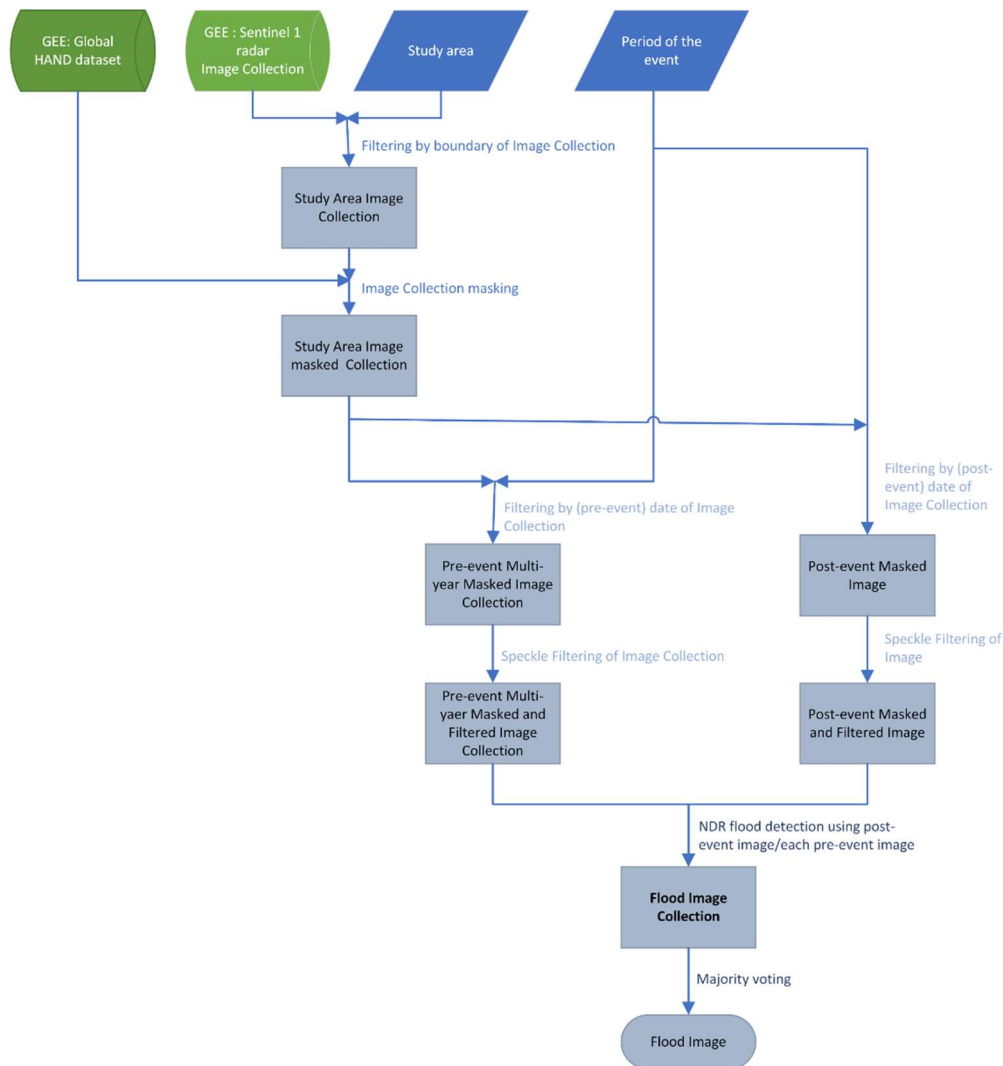 GEE: Global
HAND dataset
GEE : Sentinel 1
radar
Image Collection
Study area
Period of the
event
Filtering by boundary of Image Collection
Study Area Image
Collection
Image Collection masking
Study Area Image
masked  Collection
Filtering by (post-
event) date of
Image Collection
Filtering by (pre-event) date of Image
Collection
Pre-event Multi-
year Masked Image
Collection
Post-event Masked
Image
Speckle Filtering of Image Collection
Speckle Filtering of
Image
Pre-event Multi-
yaer Masked and
Filtered Image
Collection
Post-event Masked
and Filtered Image
NDR flood detection using post-
event image/each pre-event image
Flood Image
Collection
Majority voting
Flood Image